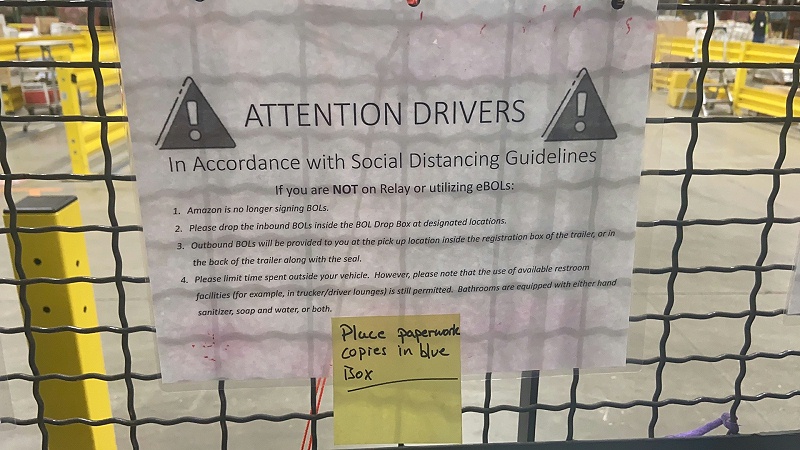 ATTENTION DRIVERS
In Accordance with Social Distancing Guidelines
If you are NOT on Relay or utilizing eBOLs:
1. Amazon is no longer signing BOLs.
2. Please drop the inbound BOLs inside the BOL Drop Box at designated locations.
3. Outbound BOLs will be provided to you at the pick up location inside the registration box of the trailer, or in
the back of the trailer along with the seal.
4. Please limit time spent outside your vehicle. However, please note that the use of available restroom
facilities (for example, in trucker/driver lounges) is still permitted. Bathrooms are equipped with either hand
sanitizer, soap and water, or both.
Place paperwork
copies in blue
Box